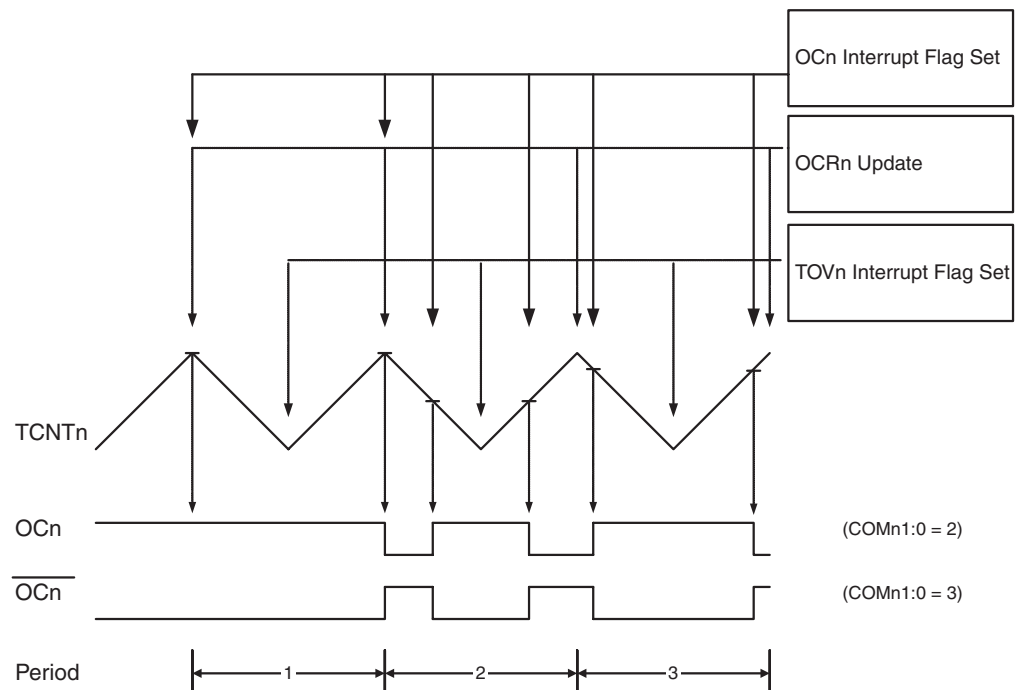 OCn Interrupt Flag Set
OCRn Update
TOVn Interrupt Flag Set
TCNTn
OCn
(COMn1:0 = 2)
OCn
(COMn1:0 = 3)
Period
1
2
3